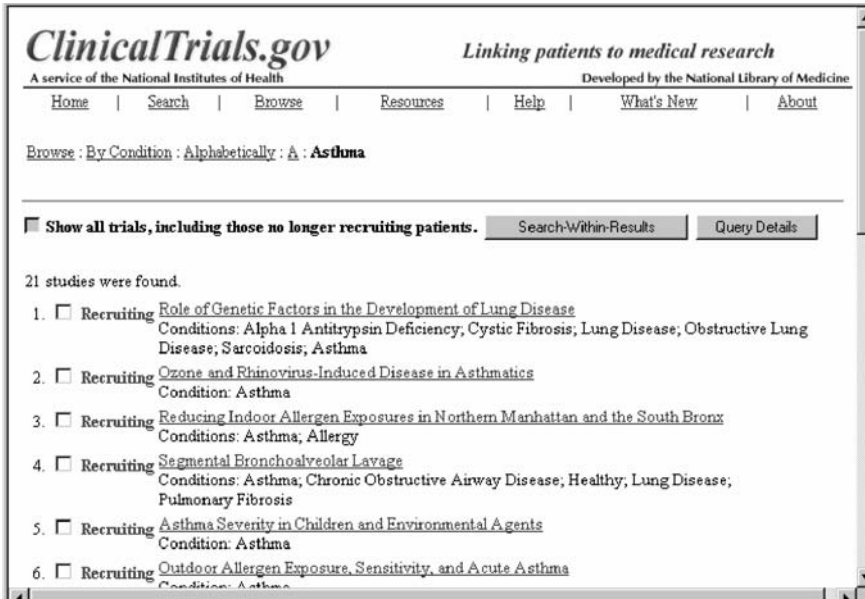 ClinicalTrials.gov
Linking patients to medical research
A service of the National Institutes of Health
Developed by the National Library of Medicine
Home | Search | Browse | Resources | Help | What's New | About
Browse : By Condition : Alphabetically : A : Asthma
Show all trials, including those no longer recruiting patients. Search-Within-Results Query Details
21 studies were found.
1. Recruiting Role of Genetic Factors in the Development of Lung Disease
Conditions: Alpha 1 Antitrypsin Deficiency; Cystic Fibrosis; Lung Disease; Obstructive Lung
Disease; Sarcoidosis; Asthma
2. Recruiting Ozone and Rhinovirus-Induced Disease in Asthmatics
Condition: Asthma
3. Recruiting Reducing Indoor Allergen Exposures in Northern Manhattan and the South Bronx
Conditions: Asthma; Allergy
4. Recruiting Segmental Bronchoalveolar Lavage
Conditions: Asthma; Chronic Obstructive Airway Disease; Healthy; Lung Disease;
Pulmonary Fibrosis
5. Recruiting Asthma Severity in Children and Environmental Agents
Condition: Asthma
6. Recruiting Outdoor Allergen Exposure, Sensitivity, and Acute Asthma
Condition: Asthma